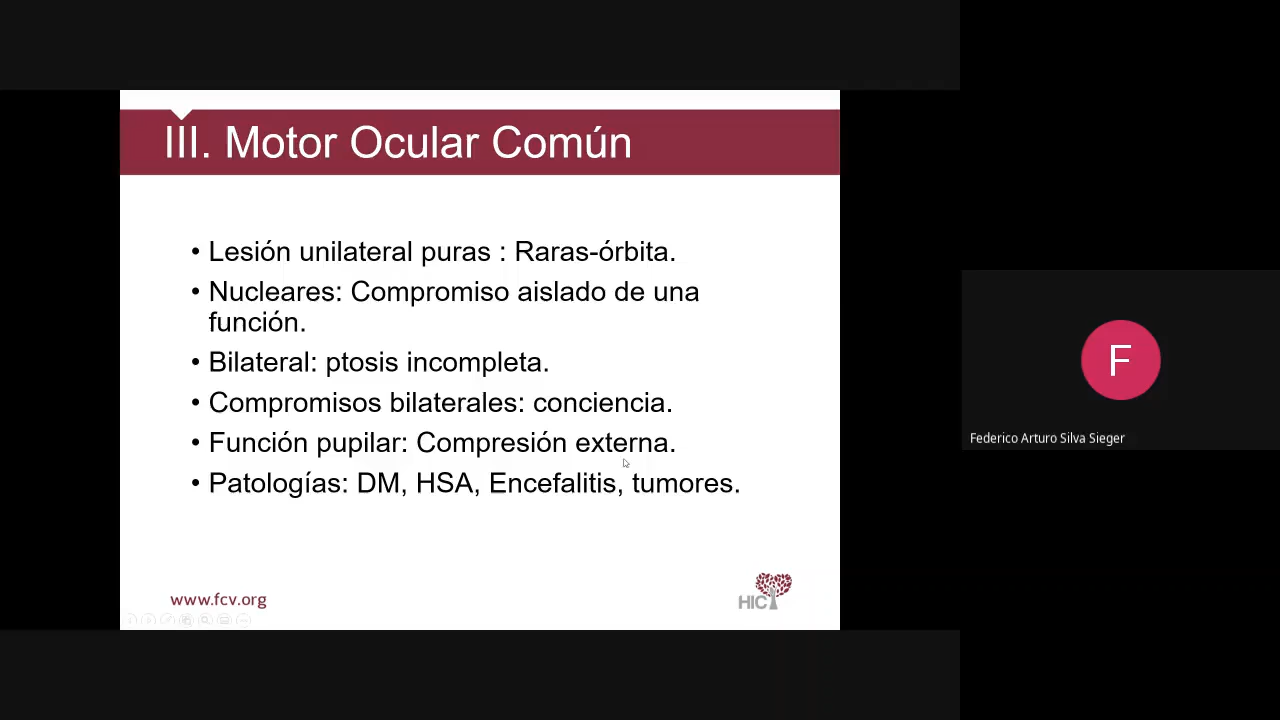 III. Motor Ocular Común
• Lesión unilateral puras : Raras-órbita.
• Nucleares: Compromiso aislado de una
función.
• Bilateral: ptosis incompleta.
• Compromisos bilaterales: conciencia.
• Función pupilar: Compresión externa.
• Patologías: DM, HSA, Encefalitis, tumores.
www.fcv.org
HIC
F
Federico Arturo Silva Sieger